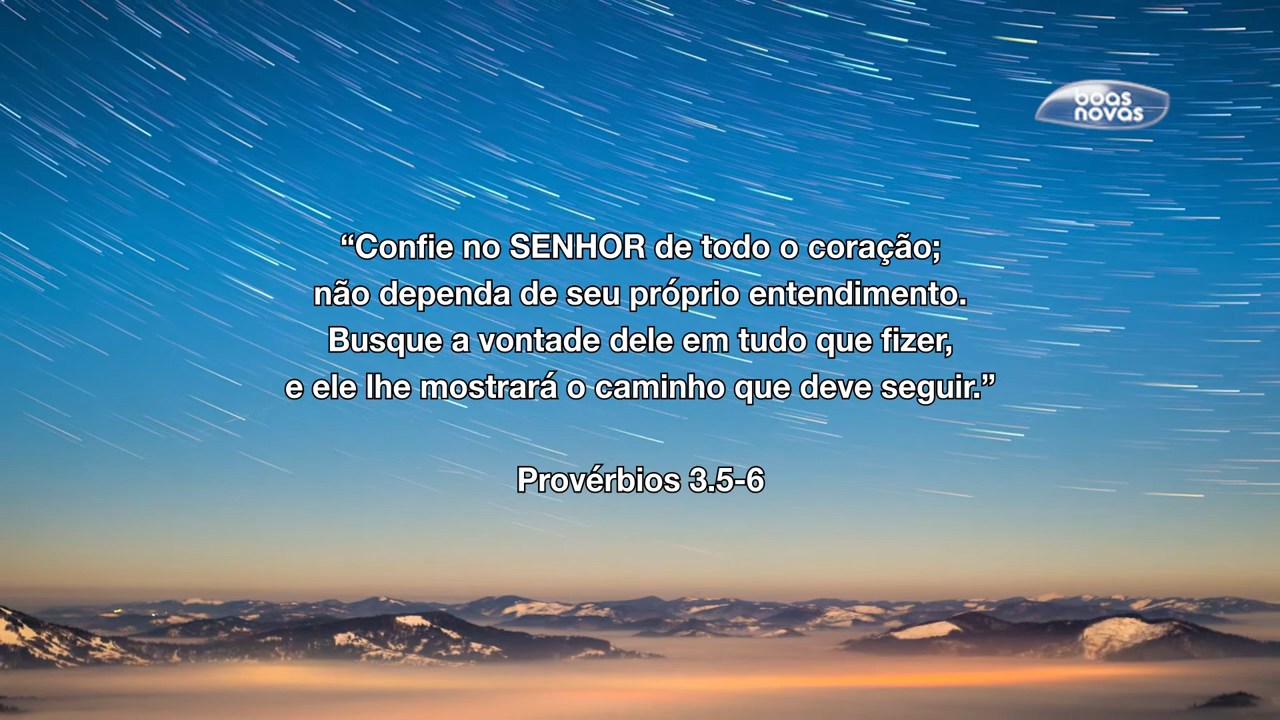 boas
novas
“Confie no SENHOR de todo o coração;
não dependa de seu próprio entendimento.
Busque a vontade dele em tudo que fizer,
e ele lhe mostrará o caminho que deve seguir.”
Provérbios 3.5-6